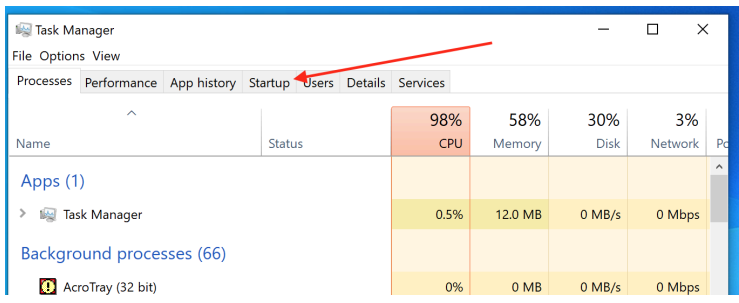 Task Manager
File Options View
Processes Performance App history Startup Users Details Services
98% 58% 30% 3%
Name Status CPU Memory Disk Network Po
Apps (1)
Task Manager 0.5% 12.0 MB 0 MB/s 0 Mbps
Background processes (66)
AcroTray (32 bit) 0% 0 MB 0 MB/s 0 Mbps